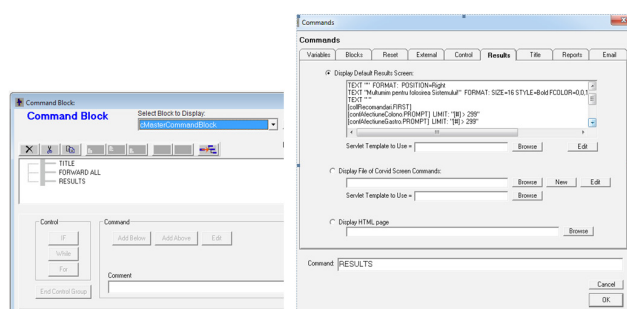 Command Block:
Command Block
Select Block to Display:
cMasterCommandBlock
TITLE
FORWARD ALL
RESULTS
Control
IF
While
For
End Control Group
Command
Add Below
Add Above
Edit
Comment
Commands
Commands
Variables
Blocks
Reset
External
Control
Results
Title
Reports
Email
Display Default Results Screen:
TEXT "" FORMAT: POSITION=Right
TEXT "Multumim pentru folosirea Sistemului!" FORMAT: SIZE=16 STYLE=Bold FCOLOR=0,0,1
TEXT " "
[collRecomandari.FIRST]
[confAfectiuneColono.PROMPT] LIMIT: "[#] > 299"
[confAfectiuneGastro.PROMPT] LIMIT: "[#] > 299"
Servlet Template to Use =
Browse
Edit
Display File of Corvid Screen Commands:
Browse
New
Edit
Servlet Template to Use =
Browse
Display HTML page
Browse
Command:
RESULTS
Cancel
OK